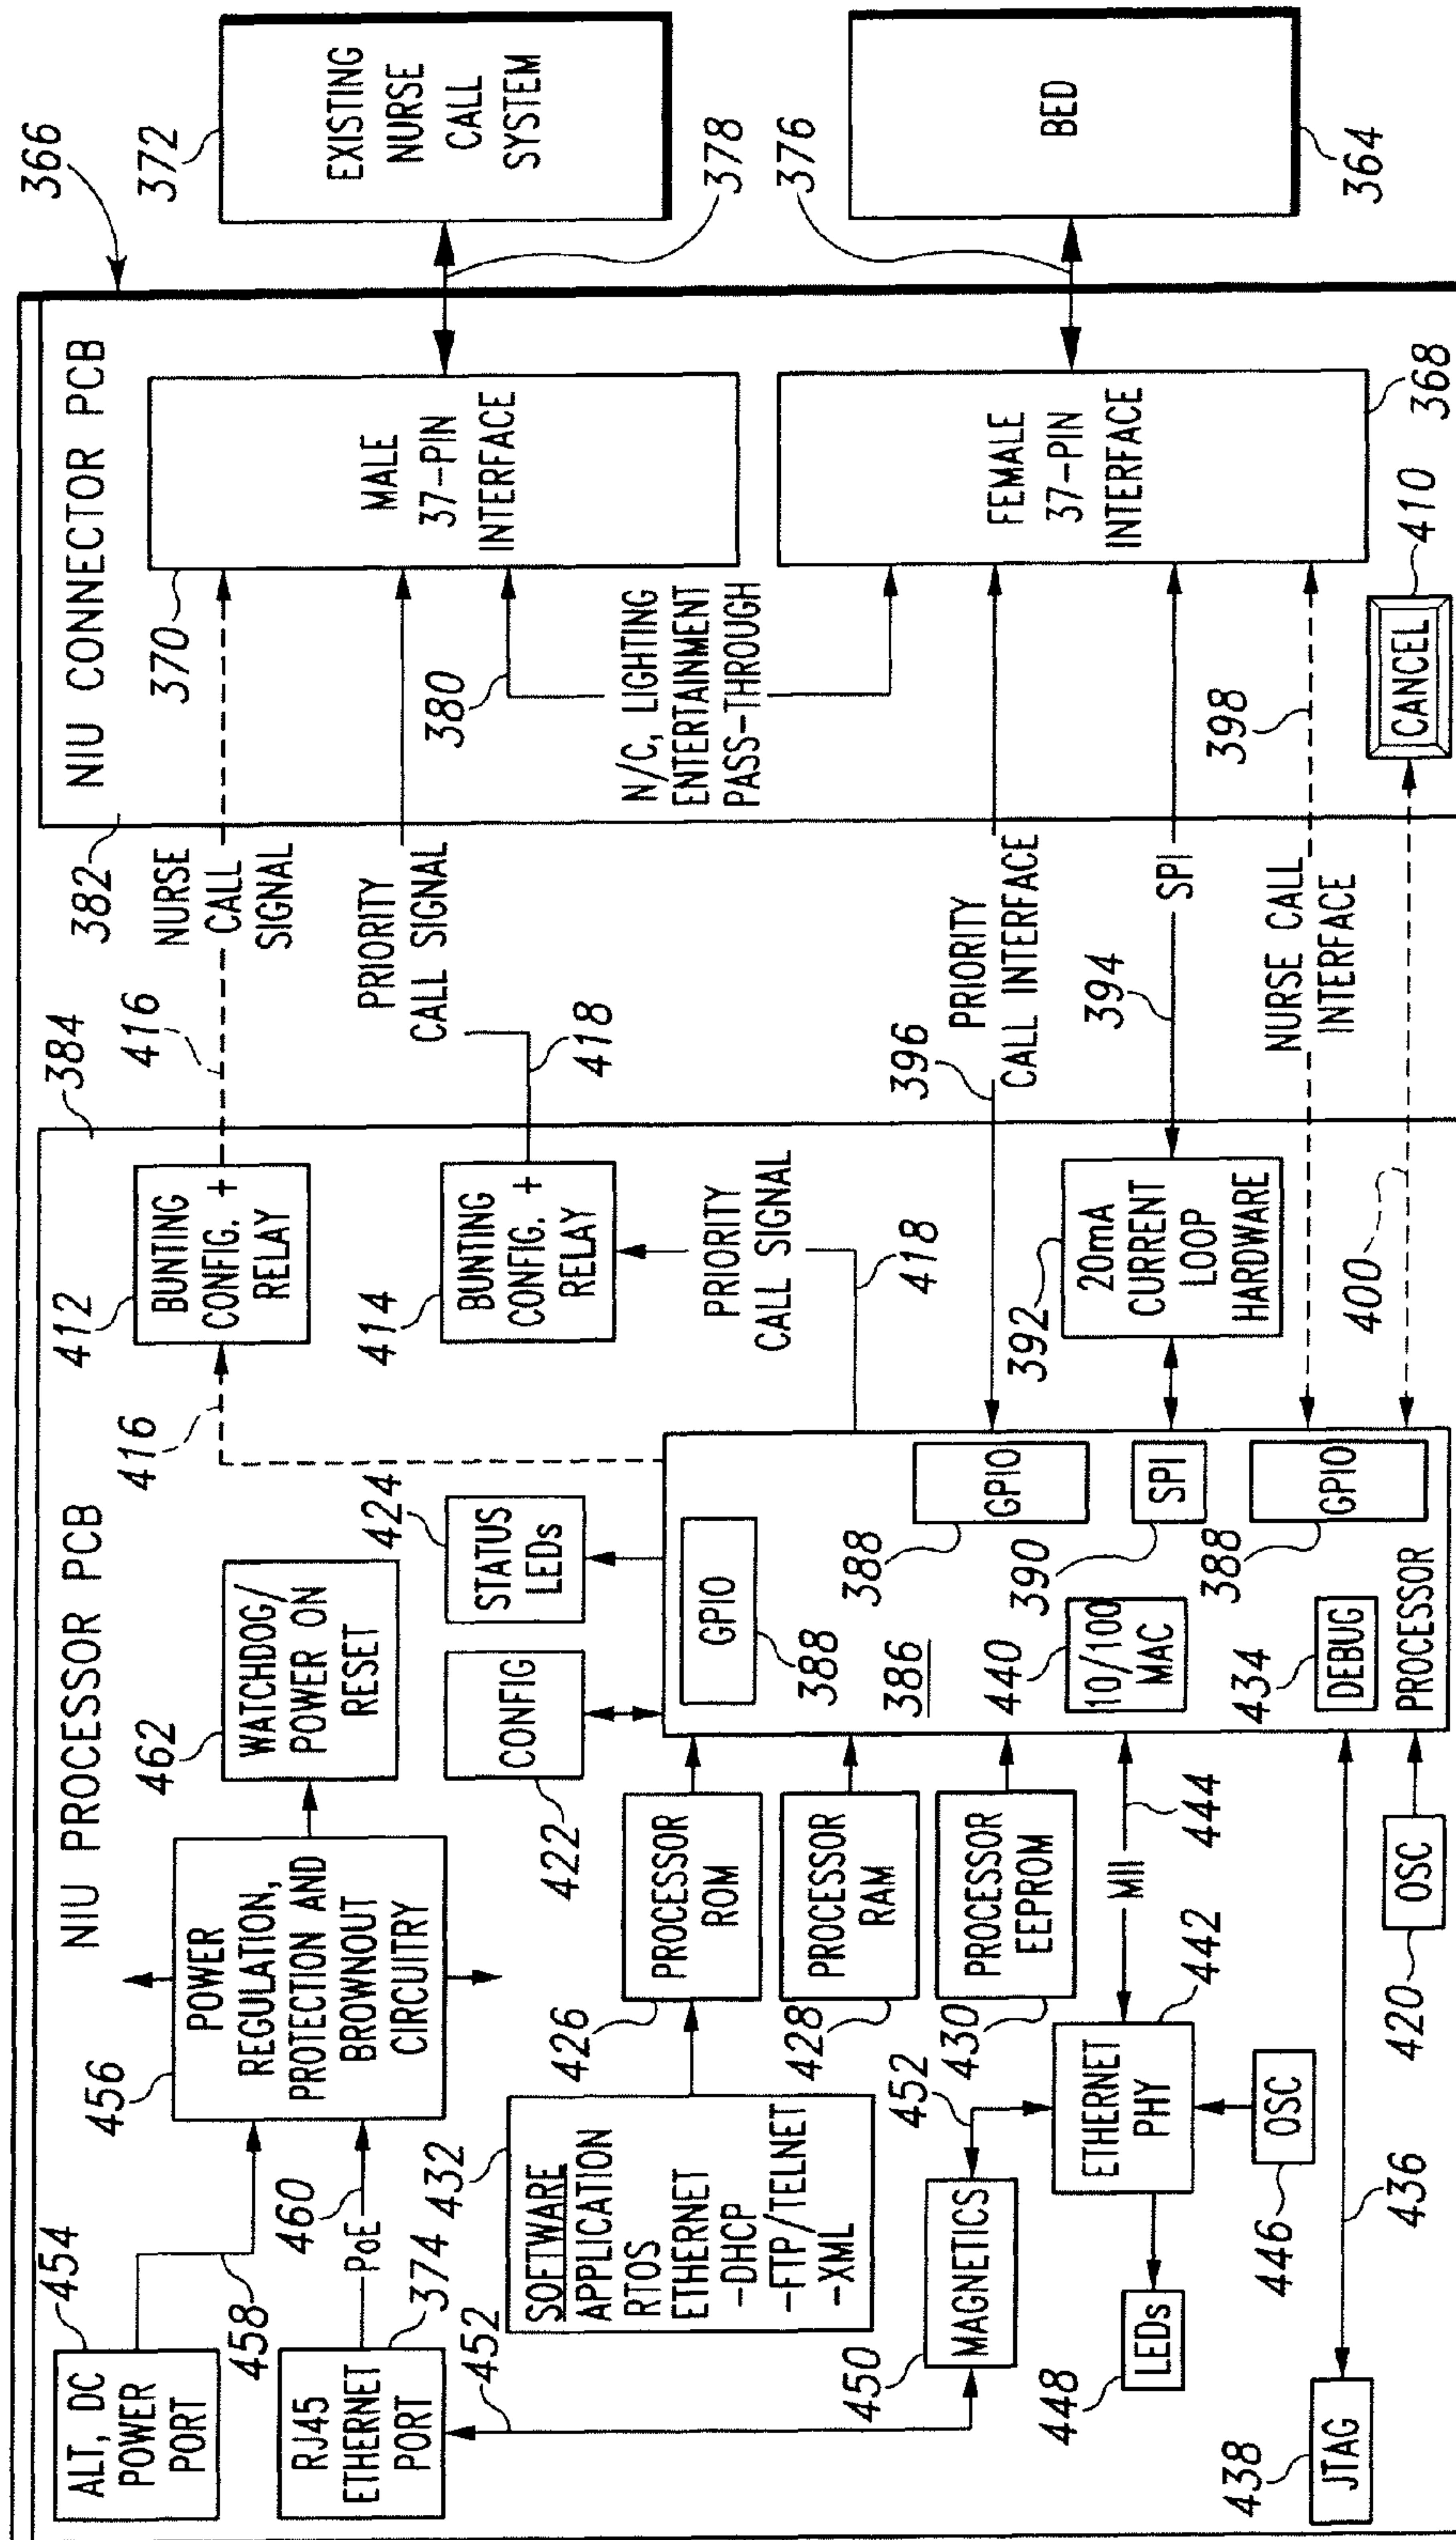 366
372
EXISTING
NURSE
CALL
SYSTEM
378
376
BED
364
NIU CONNECTOR PCB
382
370
MALE
37-PIN
INTERFACE
380
N/C, LIGHTING
ENTERTAINMENT
PASS-THROUGH
FEMALE
37-PIN
INTERFACE
368
398
CANCEL
410
NURSE
CALL
SIGNAL
416
PRIORITY
CALL SIGNAL
418
PRIORITY
CALL INTERFACE
396
SPI
394
NURSE CALL
INTERFACE
400
NIU PROCESSOR PCB
384
412
BUNTING
CONFIG. +
RELAY
416
414
BUNTING
CONFIG. +
RELAY
PRIORITY
CALL SIGNAL
418
392
20mA
CURRENT
LOOP
HARDWARE
454
ALT, DC
POWER
PORT
458
456
POWER
REGULATION,
PROTECTION AND
BROWNOUT
CIRCUITRY
462
WATCHDOG/
POWER ON
RESET
460
PoE
RJ45
ETHERNET
PORT
374
452
424
STATUS
LEDs
CONFIG
422
432
SOFTWARE
APPLICATION
RTOS
ETHERNET
-DHCP
-FTP/TELNET
-XML
426
PROCESSOR
ROM
428
PROCESSOR
RAM
430
PROCESSOR
EEPROM
GPIO
388
386
388
GPIO
390
SPI
388
GPIO
440
10/100
MAC
434
DEBUG
PROCESSOR
MII
444
442
ETHERNET
PHY
452
450
MAGNETICS
448
LEDs
OSC
446
438
JTAG
436
OSC
420